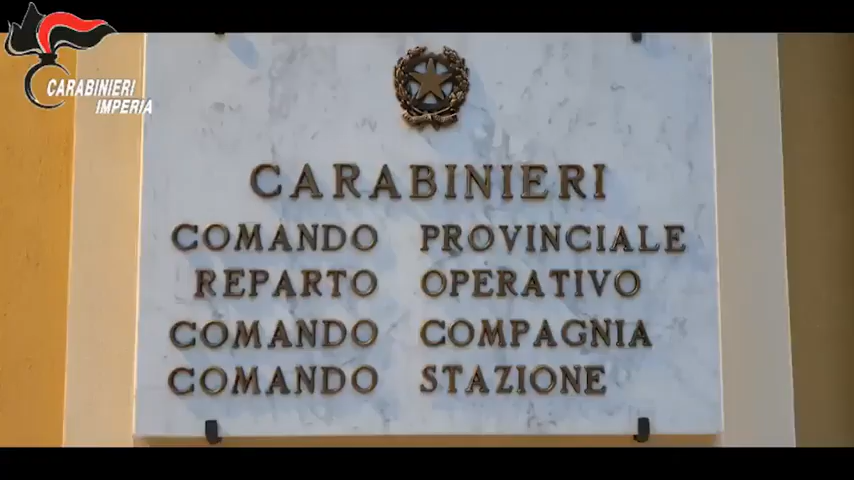 CARABINIERI
IMPERIA
CARABINIERI
COMANDO PROVINCIALE
REPARTO OPERATIVO
COMANDO COMPAGNIA
COMANDO STAZIONE